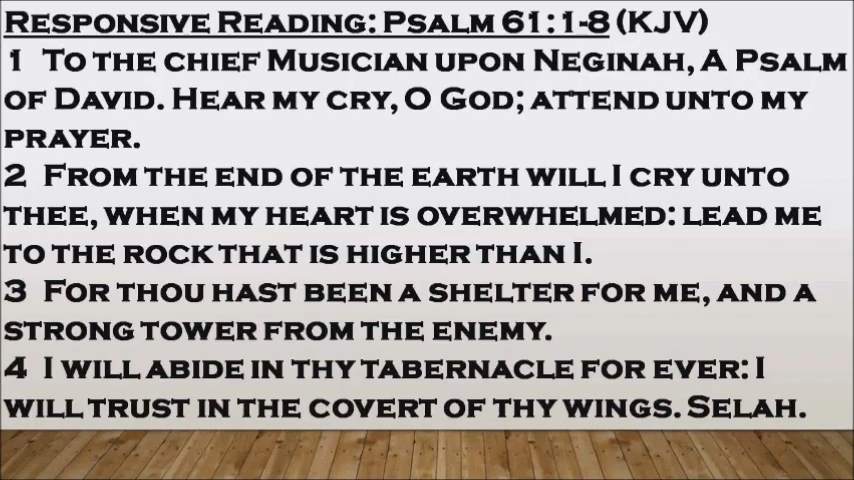 Responsive Reading: Psalm 61:1-8 (KJV)
1 To the chief Musician upon Neginah, A Psalm
of David. Hear my cry, O God; attend unto my
prayer.
2 From the end of the earth will I cry unto
thee, when my heart is overwhelmed: lead me
to the rock that is higher than I.
3 For thou hast been a shelter for me, and a
strong tower from the enemy.
4 I will abide in thy tabernacle for ever: I
will trust in the covert of thy wings. Selah.